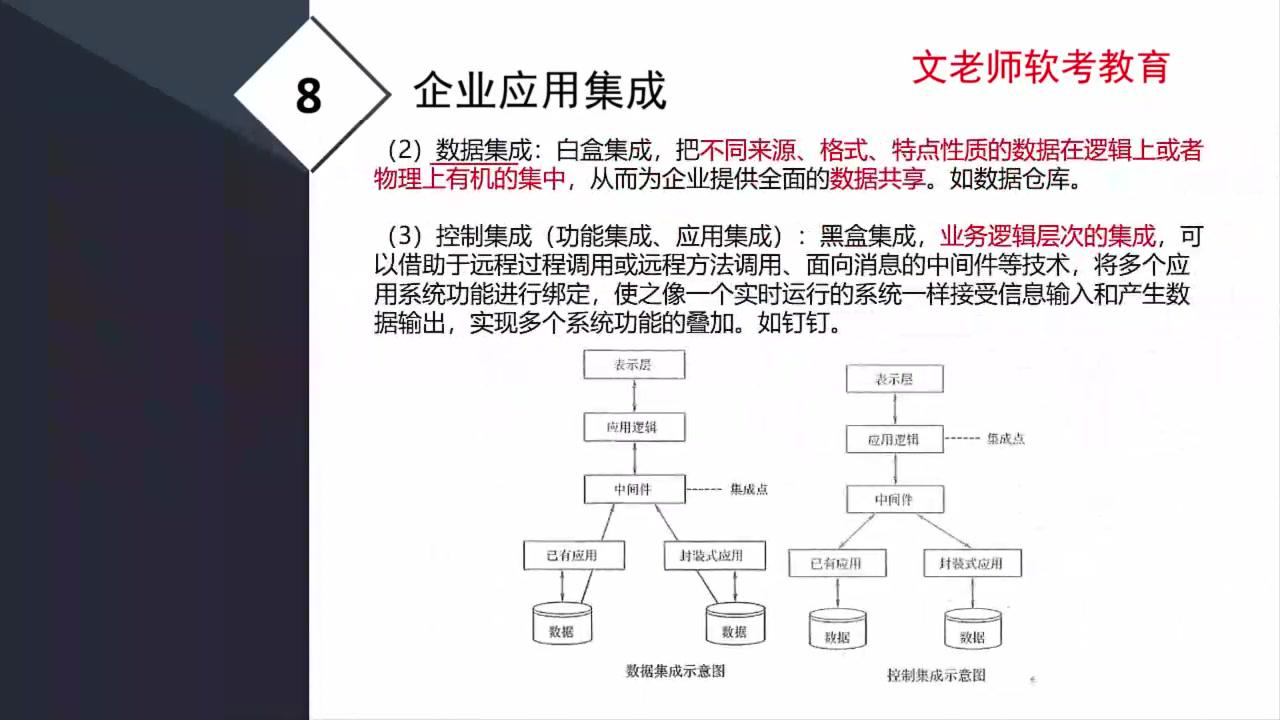 8
企业应用集成
文老师软考教育
（2）数据集成：白盒集成，把不同来源、格式、特点性质的数据在逻辑上或者
物理上有机的集中，从而为企业提供全面的数据共享。如数据仓库。
（3）控制集成（功能集成、应用集成）：黑盒集成，业务逻辑层次的集成，可
以借助于远程过程调用或远程方法调用、面向消息的中间件等技术，将多个应
用系统功能进行绑定，使之像一个实时运行的系统一样接受信息输入和产生数
据输出，实现多个系统功能的叠加。如钉钉。
表示层
应用逻辑
中间件
集成点
已有应用
封装式应用
数据
数据
数据集成示意图
表示层
应用逻辑
集成点
中间件
已有应用
封装式应用
数据
数据
控制集成示意图